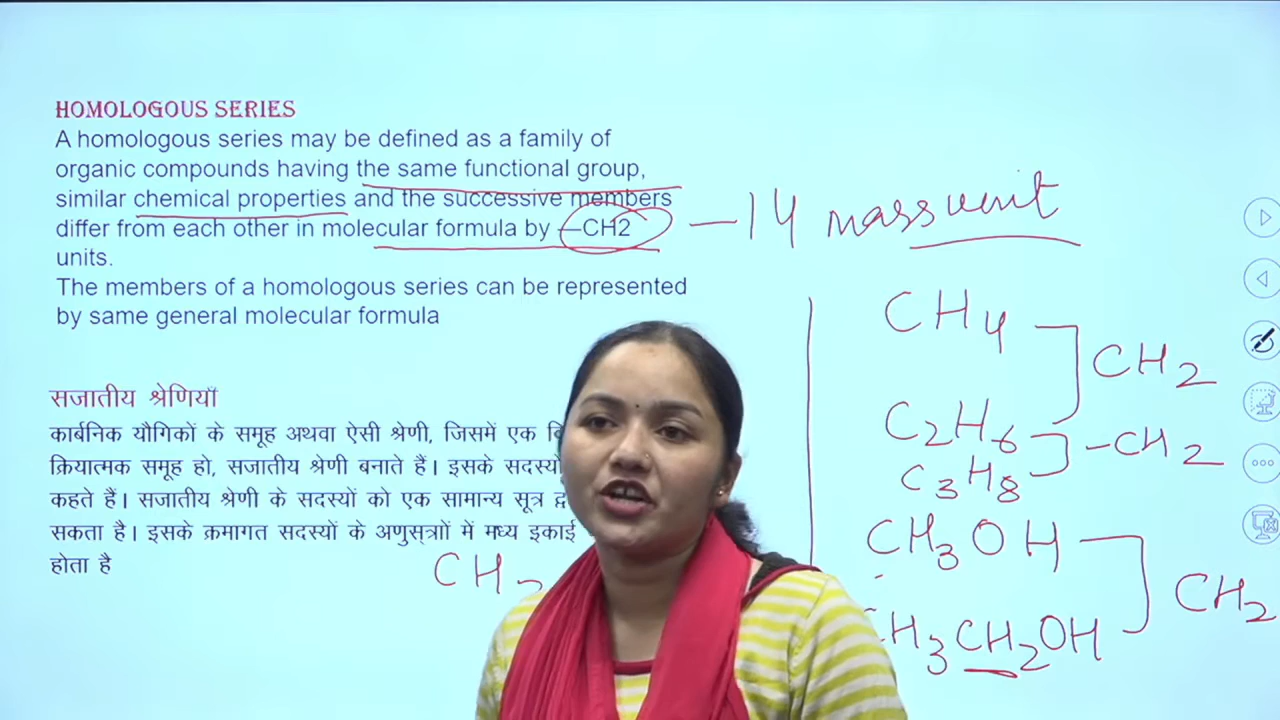 HOMOLOGOUS SERIES
A homologous series may be defined as a family of
organic compounds having the same functional group,
similar chemical properties and the successive members
differ from each other in molecular formula by —CH2
units.
The members of a homologous series can be represented
by same general molecular formula
— 14 mass unit
सजातीय श्रेणियाँ
कार्बनिक यौगिकों के समूह अथवा ऐसी श्रेणी, जिसमें एक
क्रियात्मक समूह हो, सजातीय श्रेणी बनाते हैं। इसके
कहते हैं। सजातीय श्रेणी के सदस्यों को एक सामान्य सूत्र
सकता है। इसके क्रमागत सदस्यों के अणुसूत्राों में मध्य इकाई
होता है
CH2
CH4
CH2
C2H6
-CH2
C3H8
CH3OH
CH2
CH3CH2OH